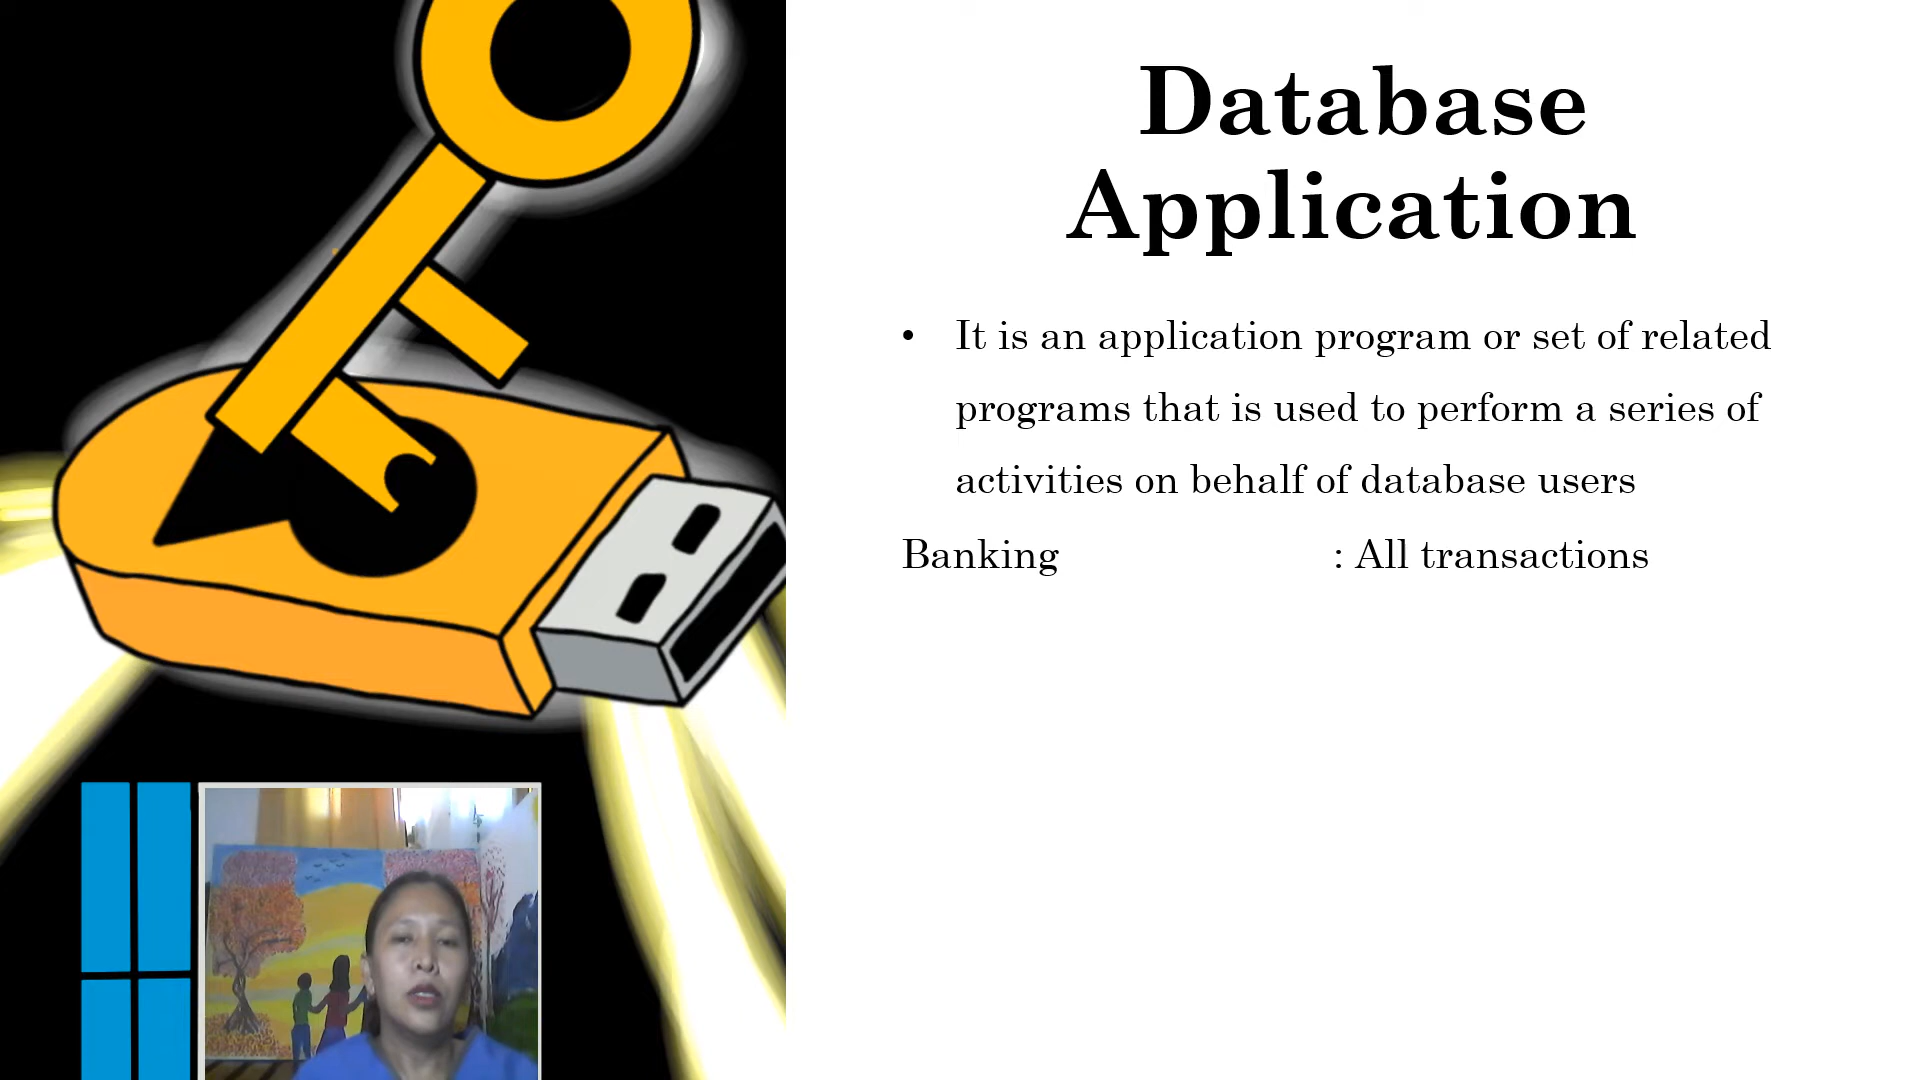 Database
Application
• It is an application program or set of related
programs that is used to perform a series of
activities on behalf of database users
Banking : All transactions